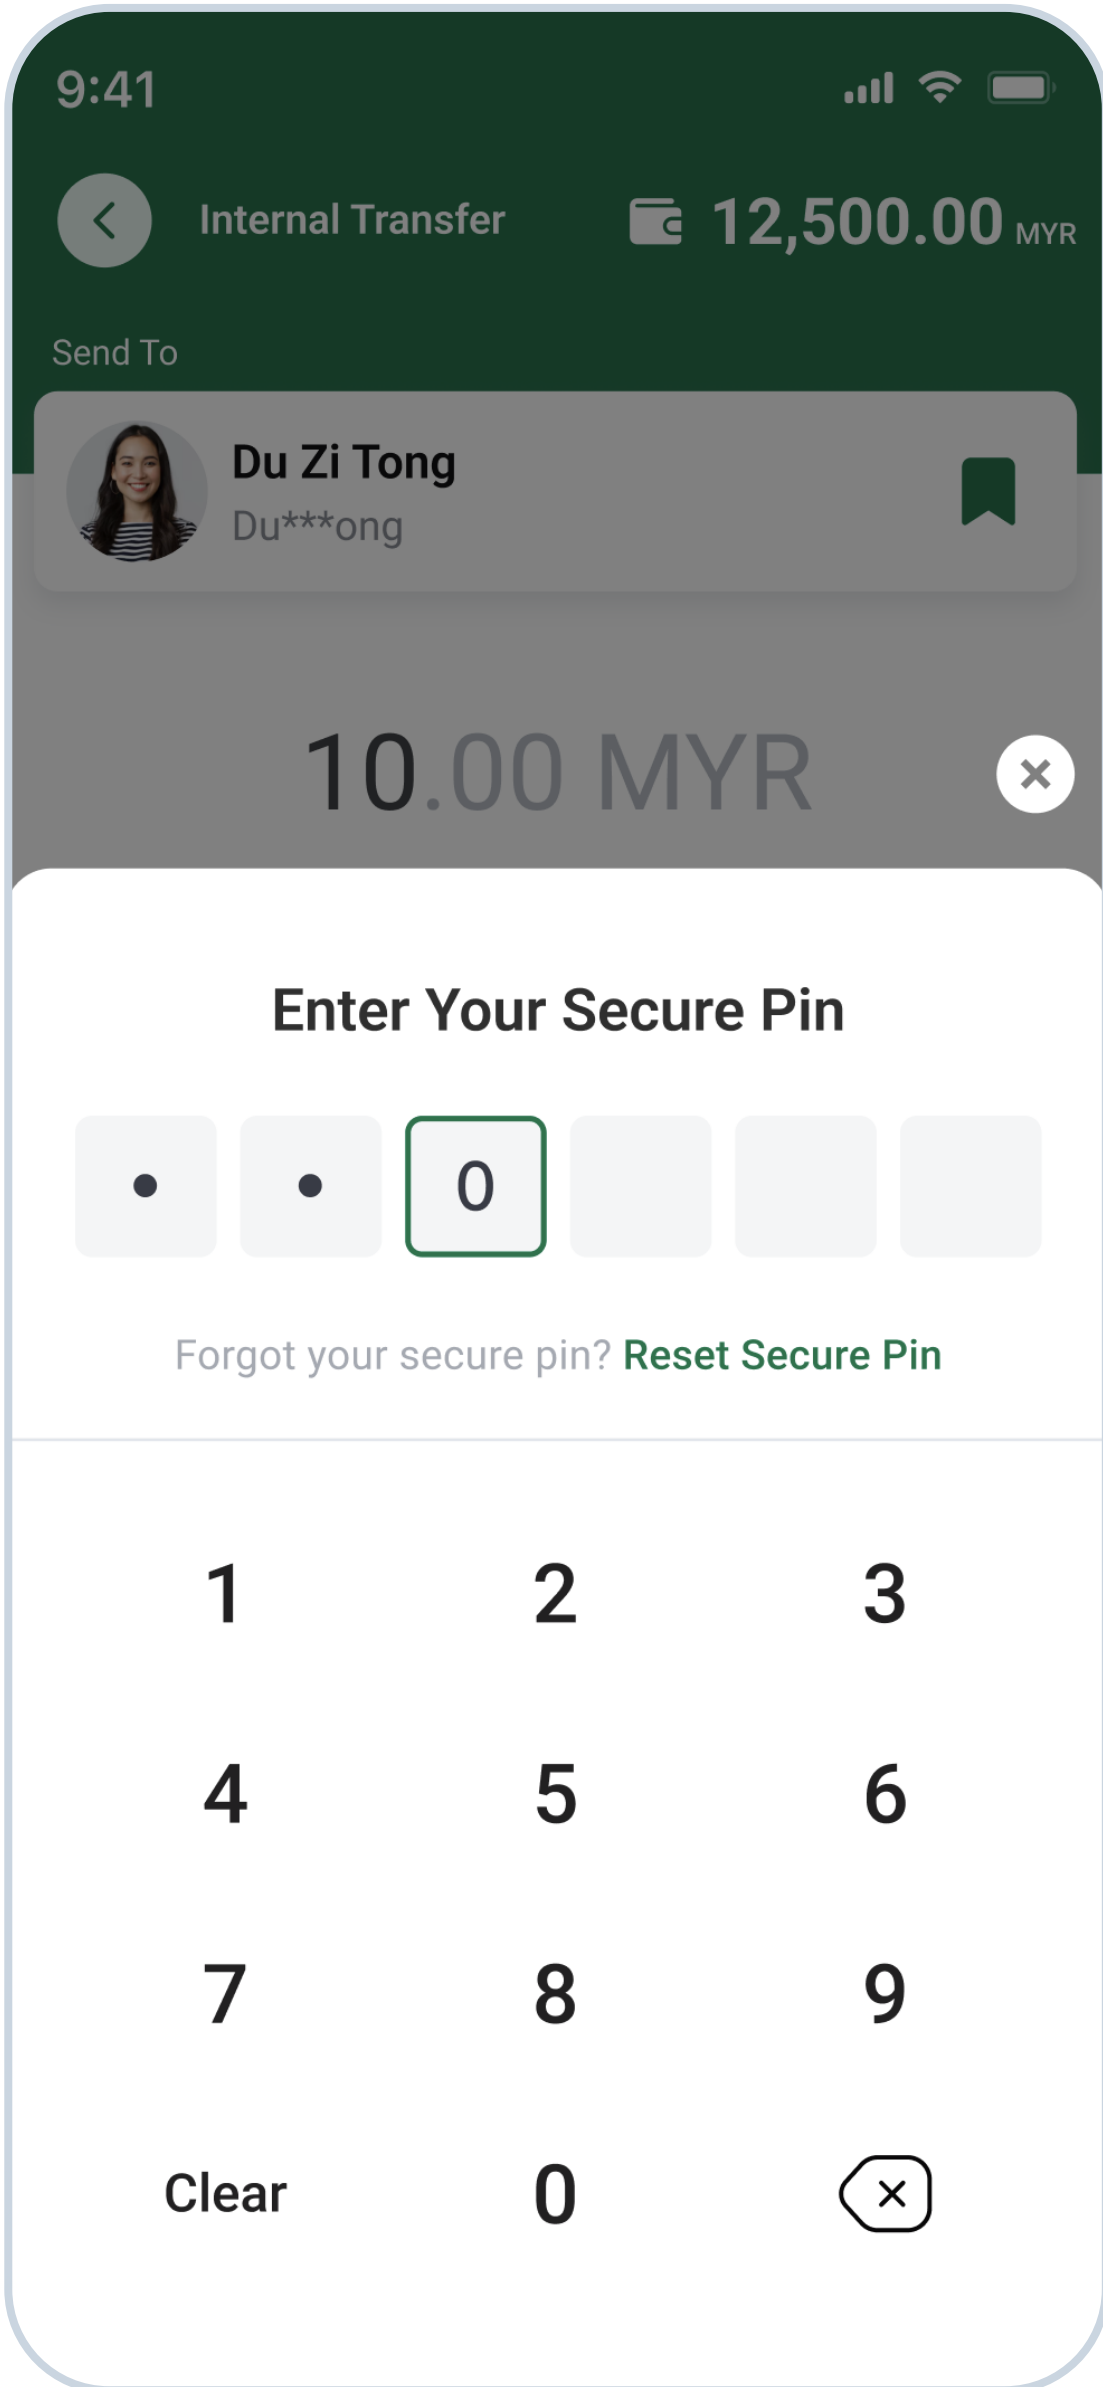 9:41
Internal Transfer 12,500.00 MYR
Send To
Du Zi Tong
Du***ong
10.00 MYR
Enter Your Secure Pin
0
Forgot your secure pin? Reset Secure Pin
1 2 3
4 5 6
7 8 9
Clear 0